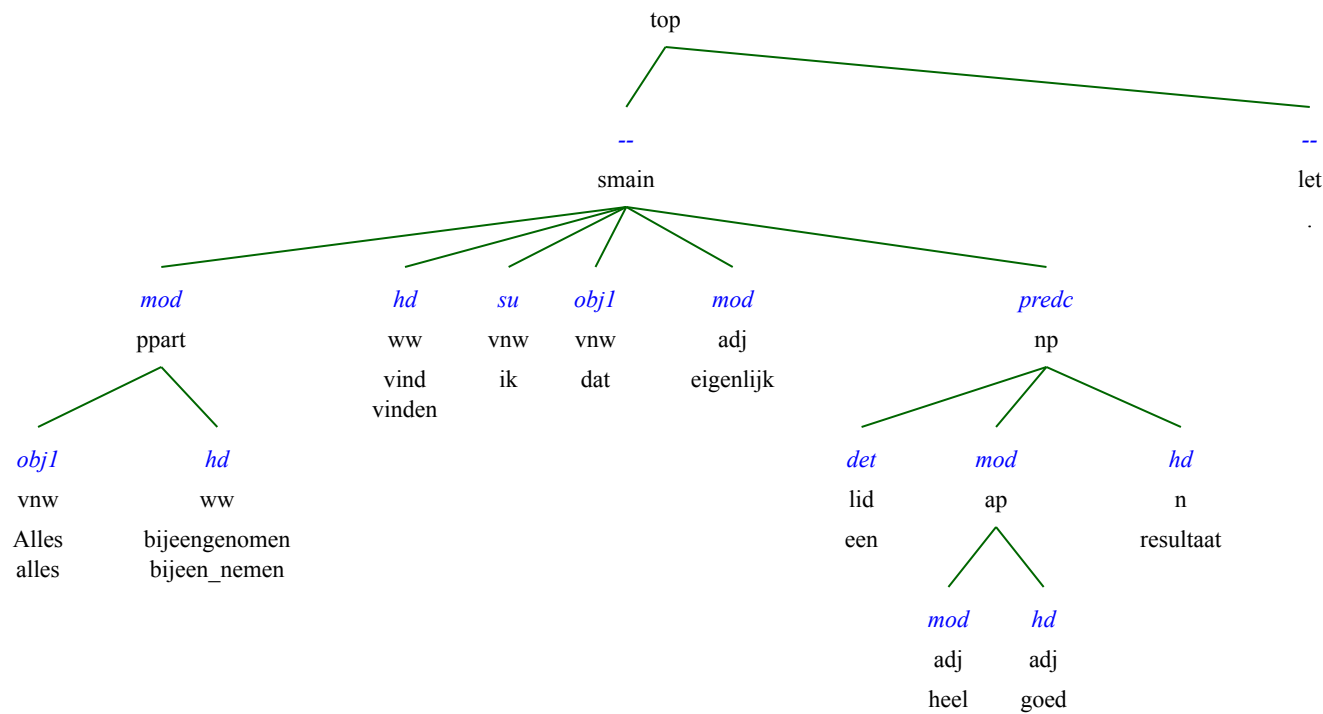 top
-- --
smain let
.
mod hd su obj1 mod predc
ppart ww vnw vnw adj np
vind ik dat eigenlijk
vinden
obj1 hd det mod hd
vnw ww lid ap n
Alles bijeengenomen een resultaat
alles bijeen_nemen
mod hd
adj adj
heel goed